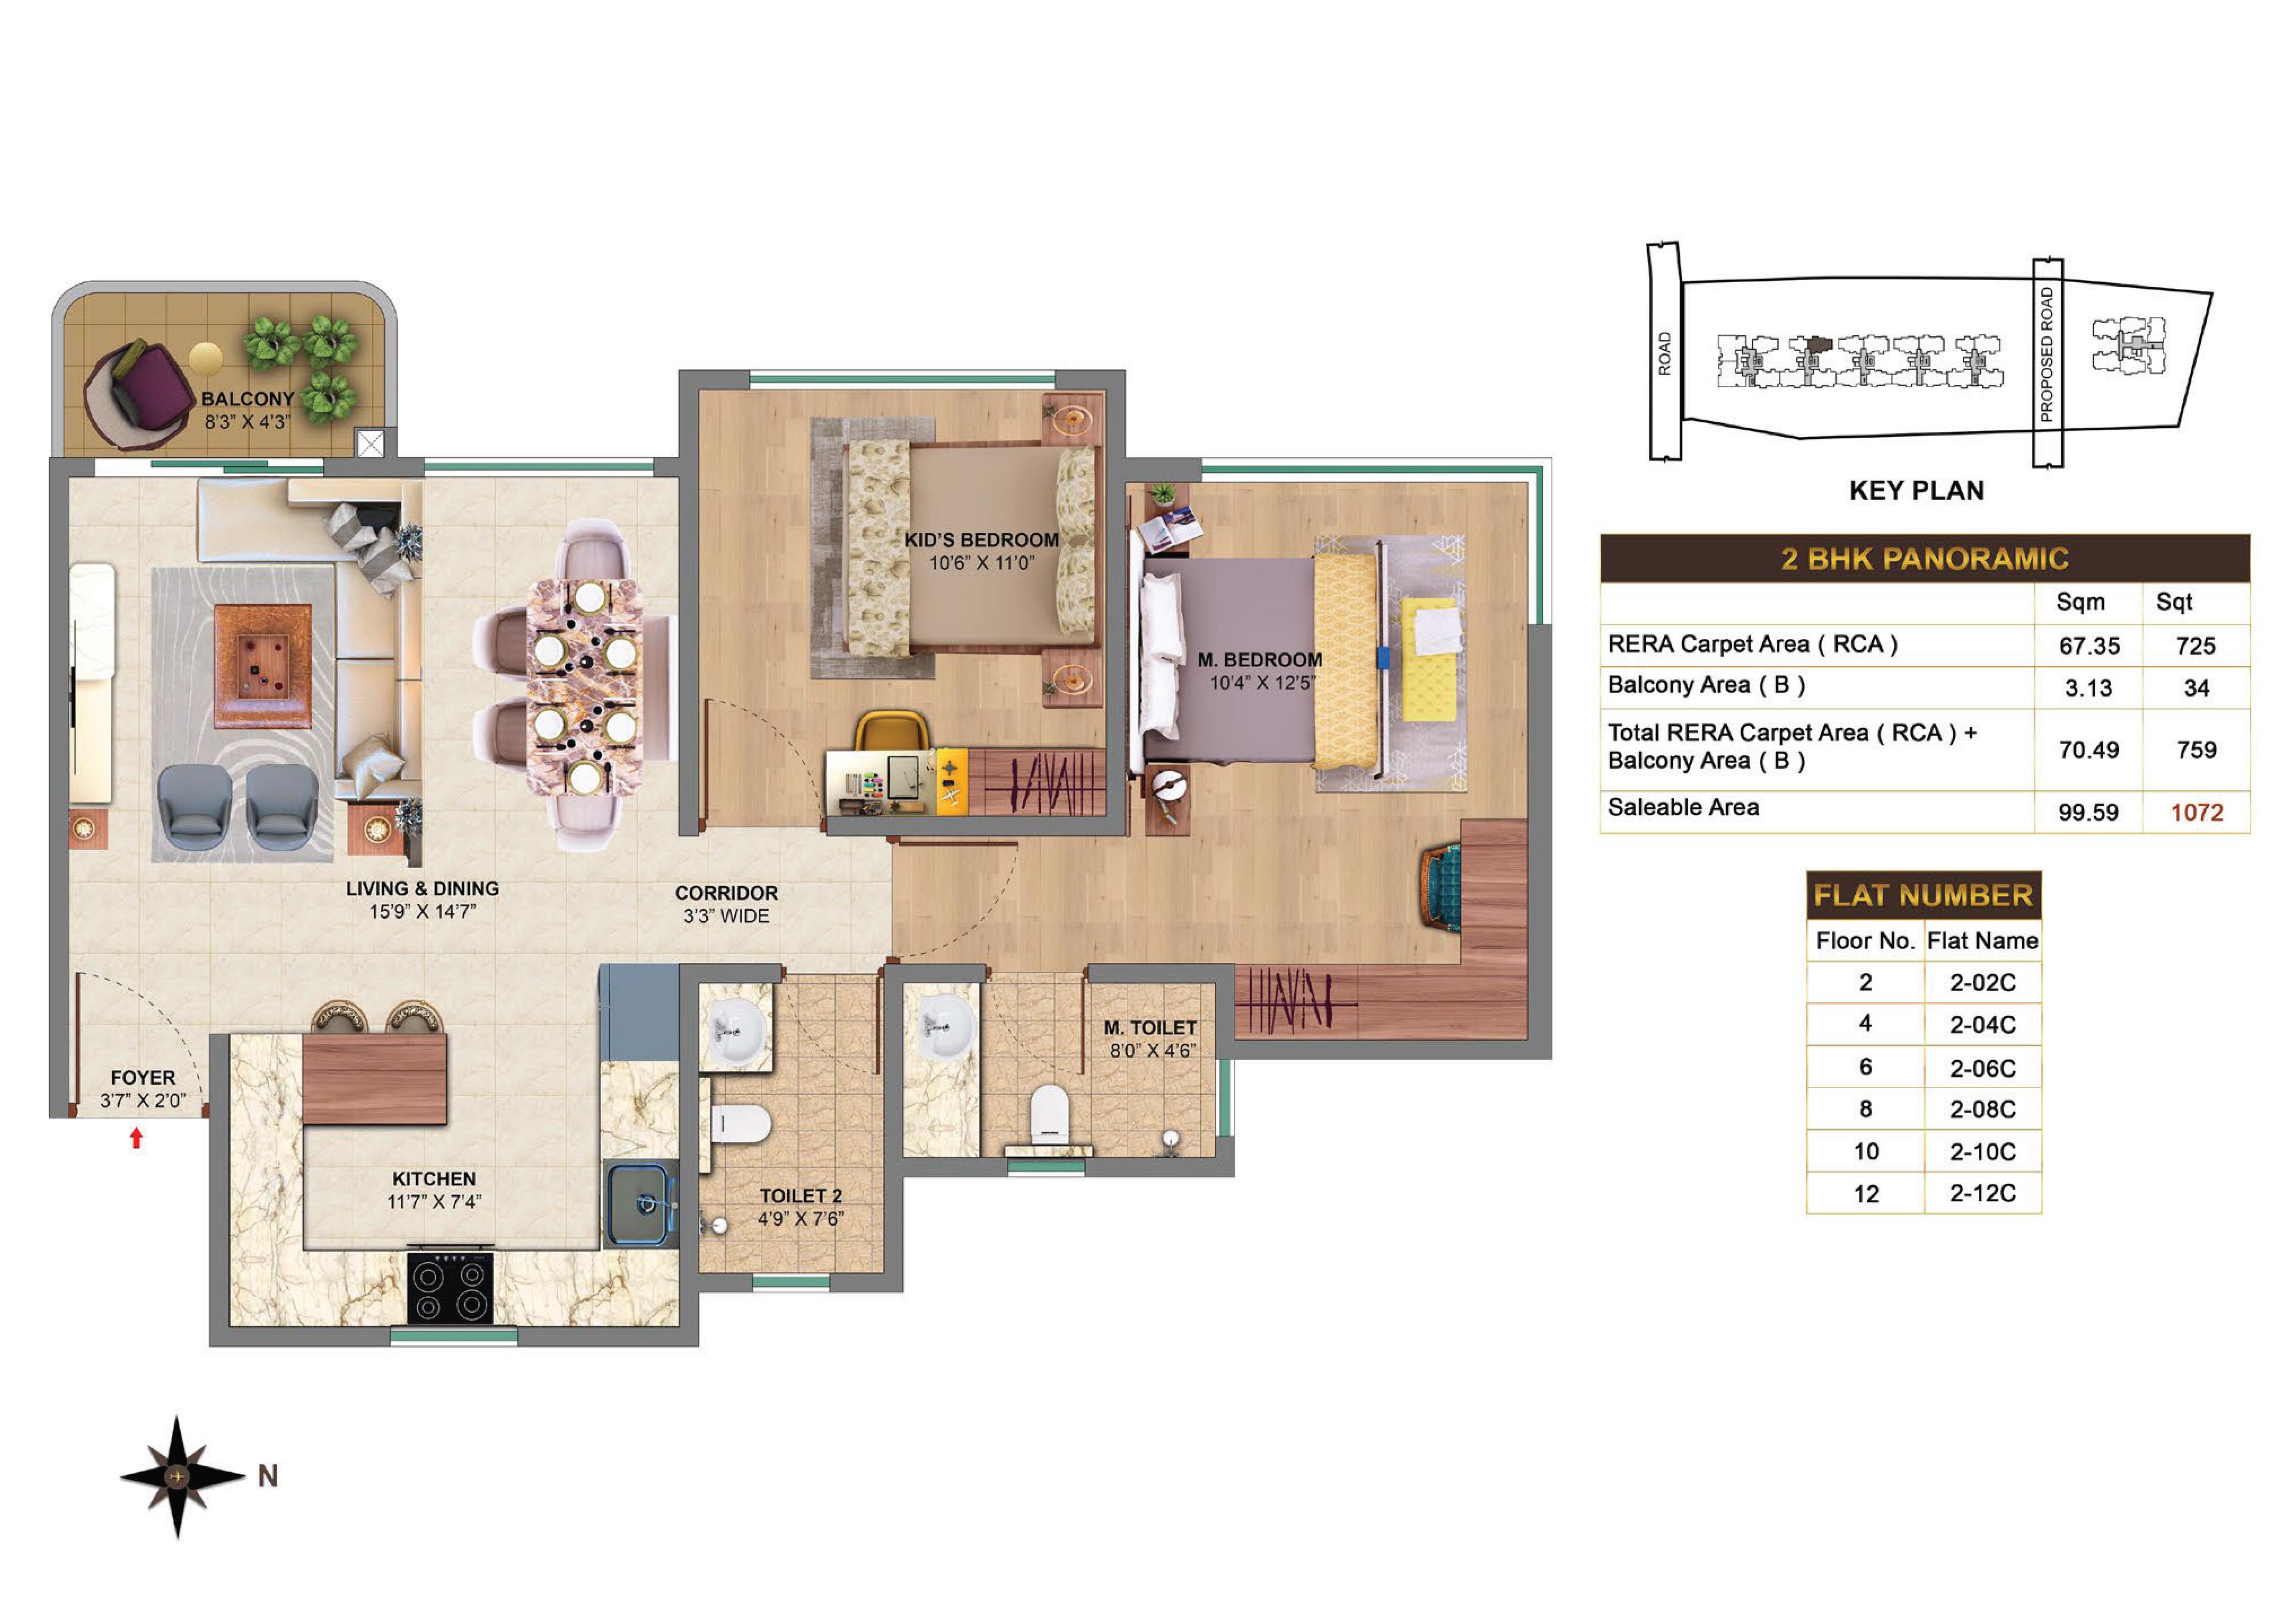 BALCONY
8'3" X 4'3"
KID'S BEDROOM
10'6" X 11'0"
M. BEDROOM
10'4" X 12'5"
LIVING & DINING
15'9" X 14'7"
CORRIDOR
3'3" WIDE
FOYER
3'7" X 2'0"
KITCHEN
11'7" X 7'4"
TOILET 2
4'9" X 7'6"
M. TOILET
8'0" X 4'6"
N
ROAD
PROPOSED ROAD
KEY PLAN
2 BHK PANORAMIC
Sqm Sqt
RERA Carpet Area ( RCA ) 67.35 725
Balcony Area ( B ) 3.13 34
Total RERA Carpet Area ( RCA ) +
Balcony Area ( B ) 70.49 759
Saleable Area 99.59 1072
FLAT NUMBER
Floor No. Flat Name
2 2-02C
4 2-04C
6 2-06C
8 2-08C
10 2-10C
12 2-12C